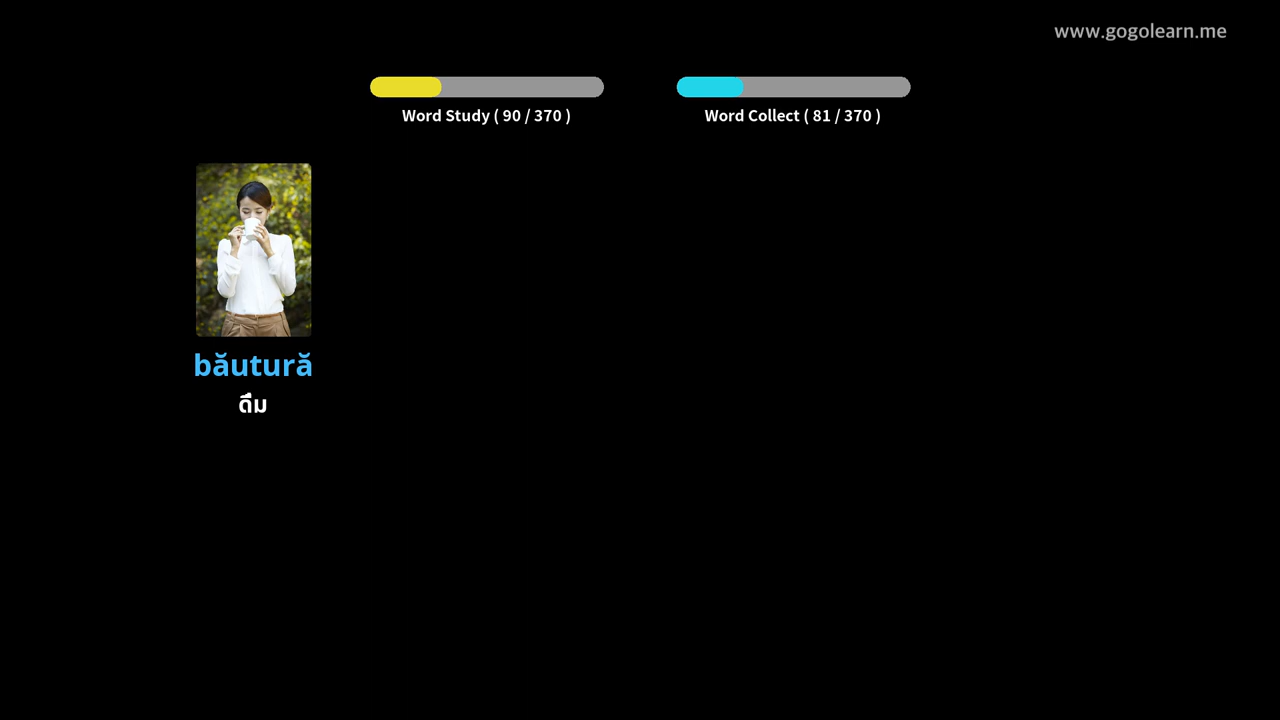 www.gogolearn.me
Word Study ( 90 / 370 )
Word Collect ( 81 / 370 )
băutură
ดื่ม